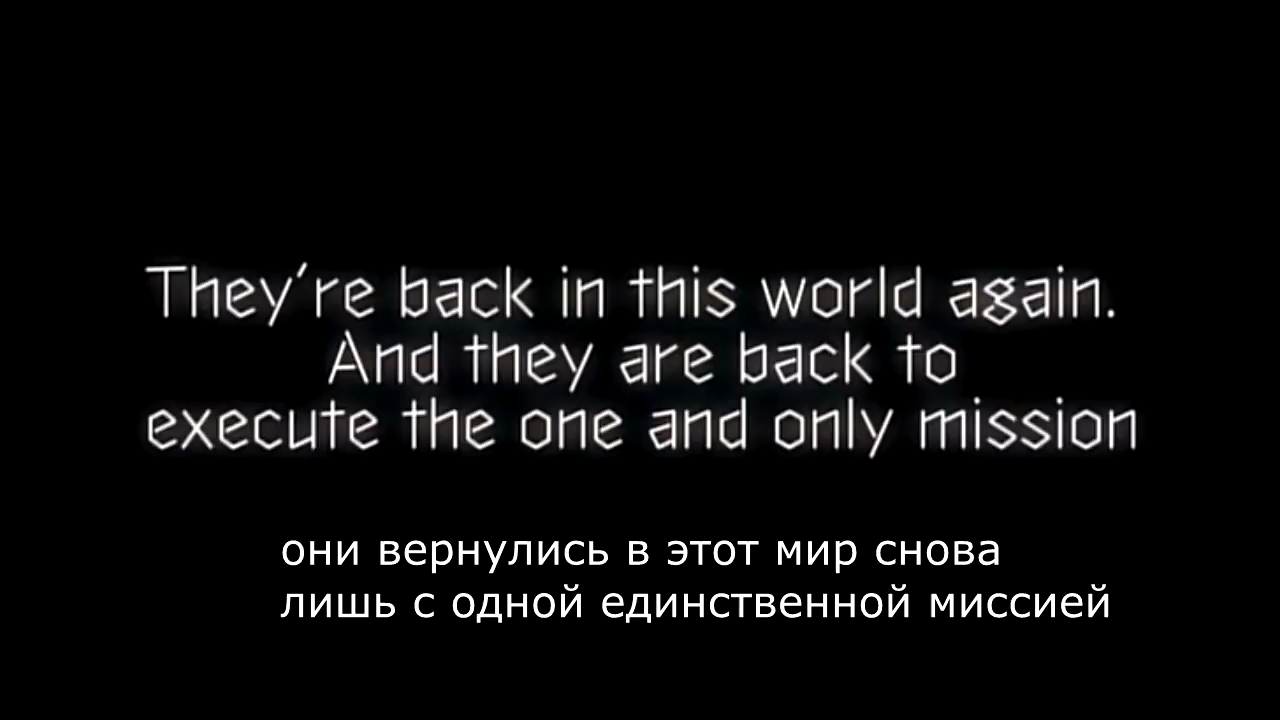 They're back in this world again.
And they are back to
execute the one and only mission
они вернулись в этот мир снова
лишь с одной единственной миссией